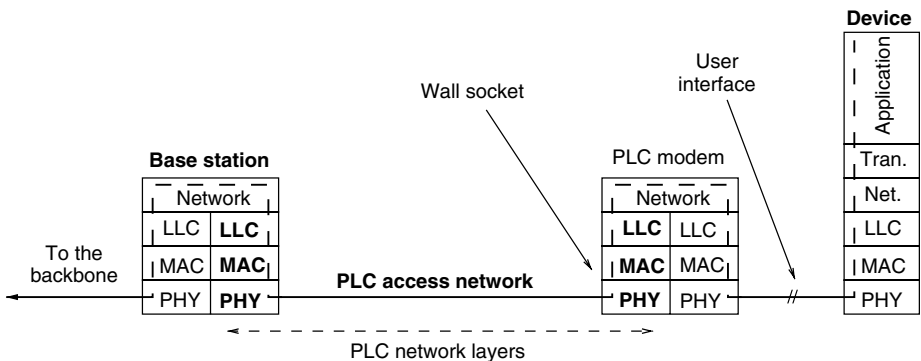 Device
User
interface
Wall socket
Application
Base station
PLC modem
Tran.
Network
Network
Net.
LLC LLC
LLC LLC
LLC
To the
backbone
MAC MAC
PLC access network
MAC MAC
MAC
PHY PHY
PHY PHY
PHY
PLC network layers